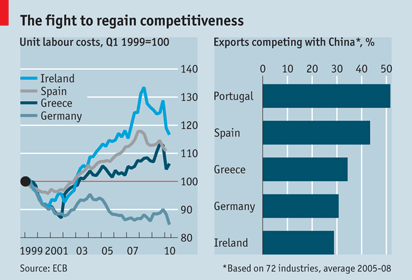 The fight to regain competitiveness
Unit labour costs, Q1 1999=100
Ireland
Spain
Greece
Germany
140
130
120
110
100
90
80
1999 2001 03 05 07 10
Source: ECB
Exports competing with China*, %
0 10 20 30 40 50
Portugal
Spain
Greece
Germany
Ireland
*Based on 72 industries, average 2005-08